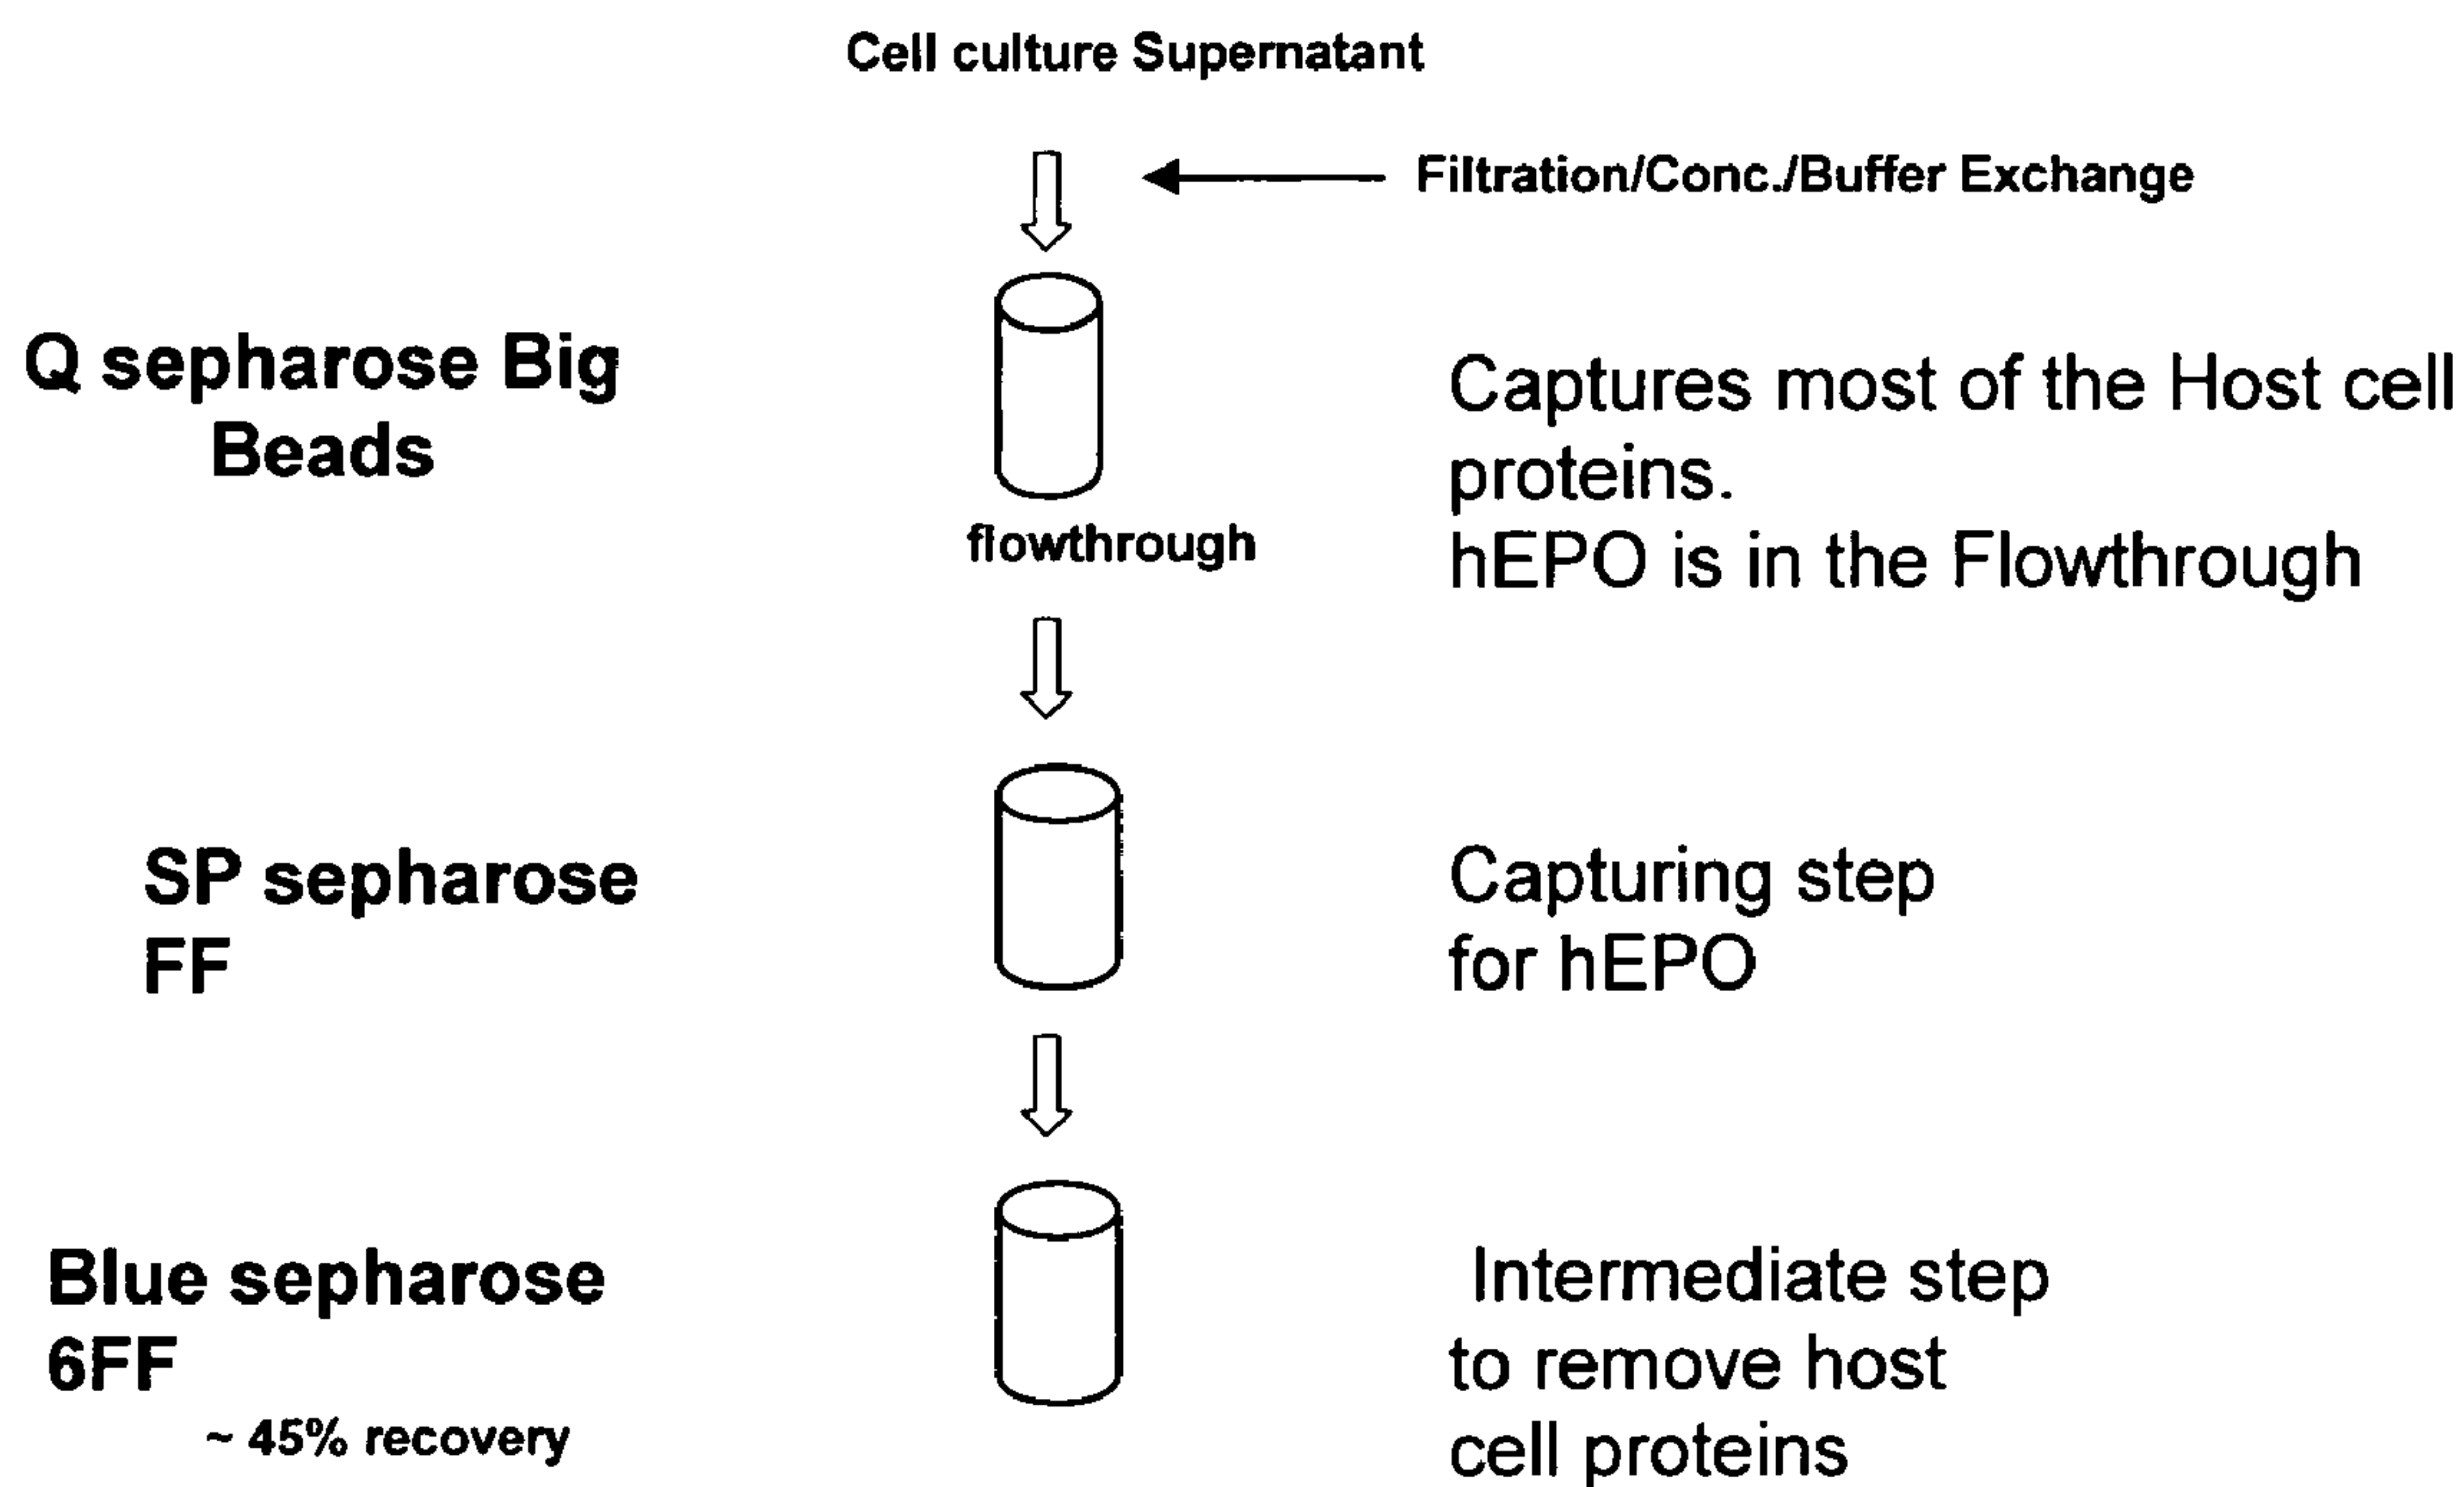 Cell culture Supernatant
Filtration/Conc./Buffer Exchange
Q sepharose Big
Beads
Captures most of the Host cell
proteins.
hEPO is in the Flowthrough
flowthrough
SP sepharose
FF
Capturing step
for hEPO
Blue sepharose
6FF
~ 45% recovery
Intermediate step
to remove host
cell proteins